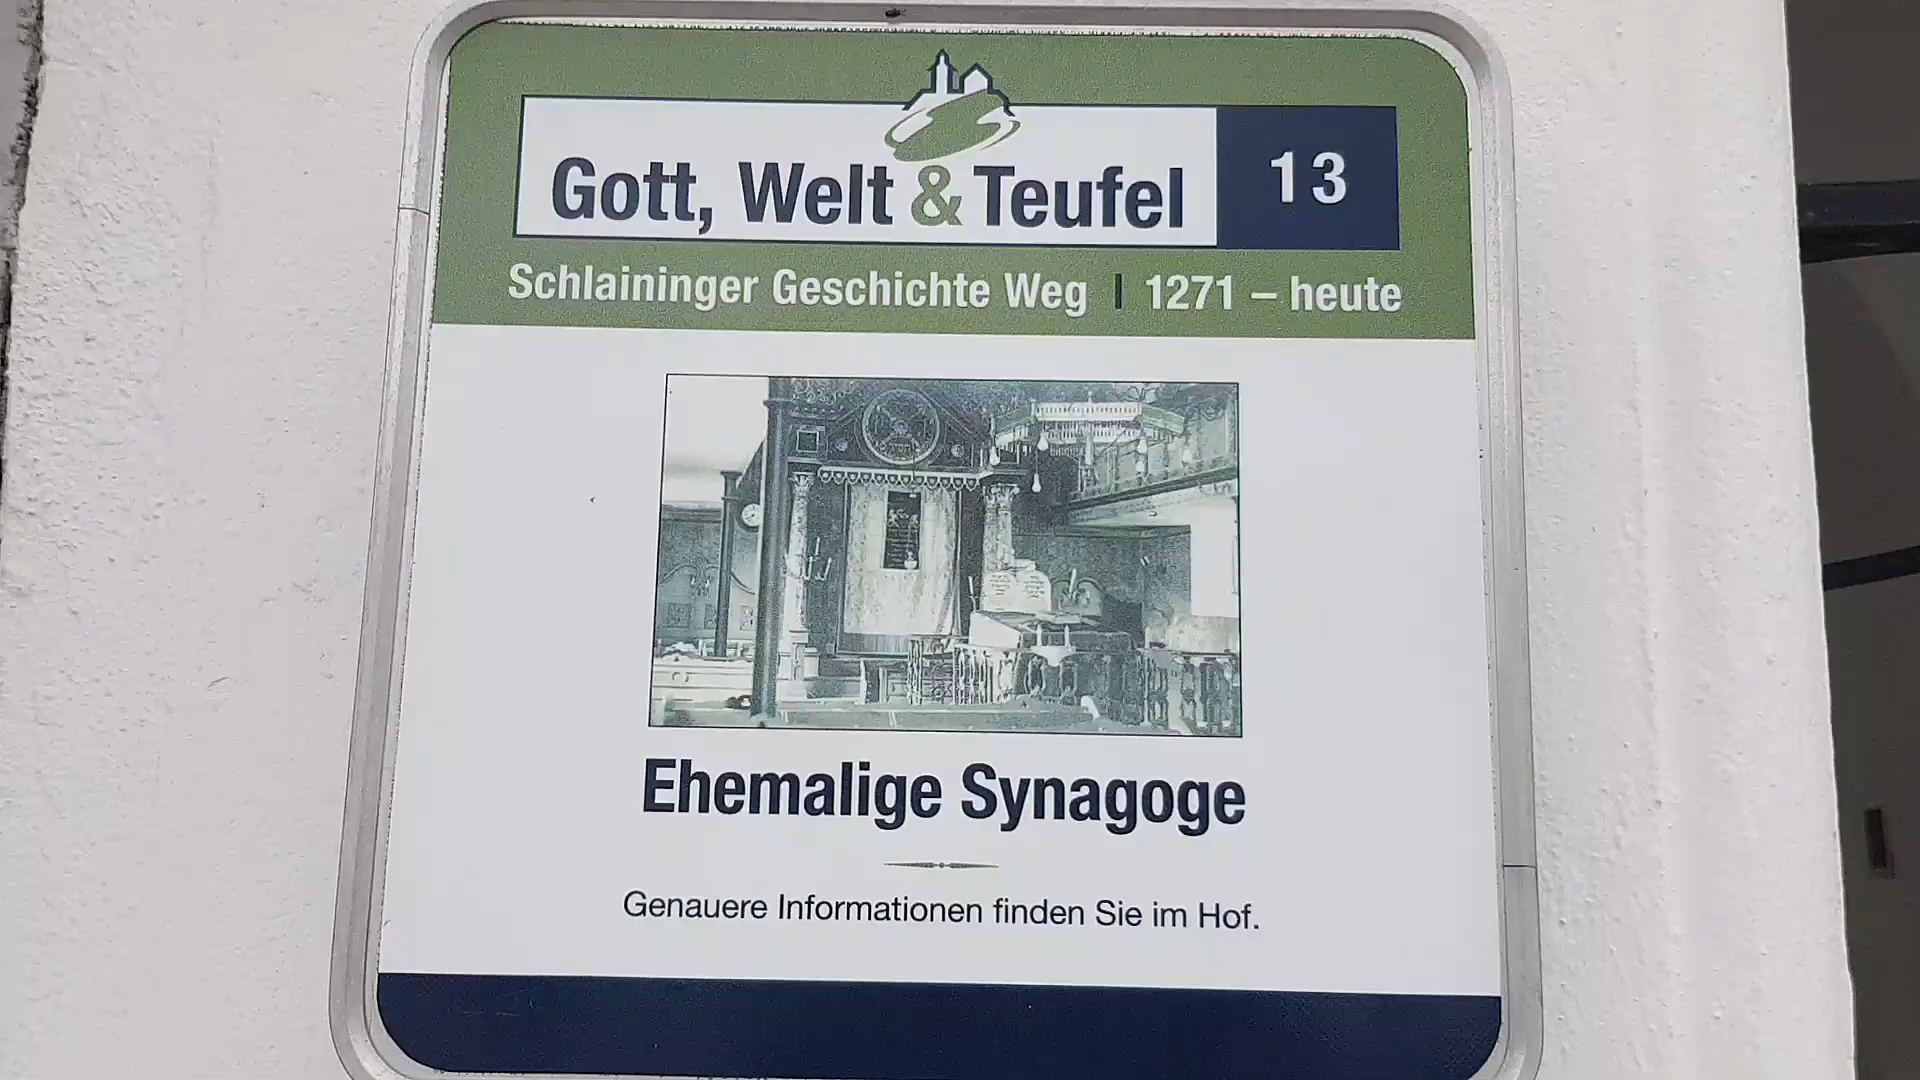 Gott, Welt & Teufel 13
Schlaininger Geschichte Weg | 1271 – heute
Ehemalige Synagoge
Genauere Informationen finden Sie im Hof.